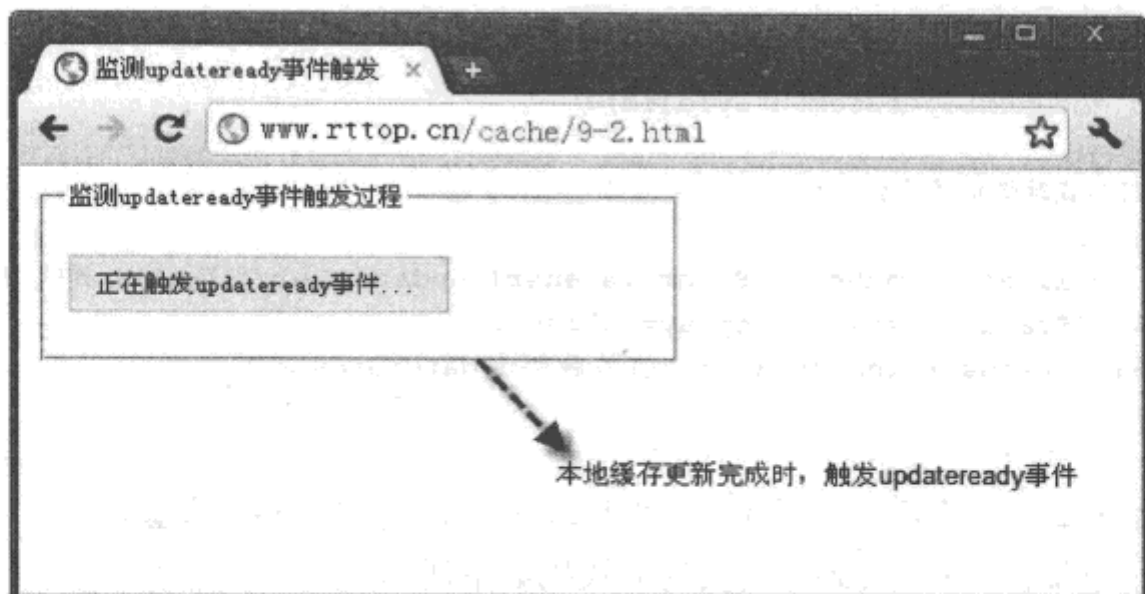 监测updateready事件触发
www.rttop.cn/cache/9-2.html
监测updateready事件触发过程
正在触发updateready事件...
本地缓存更新完成时，触发updateready事件